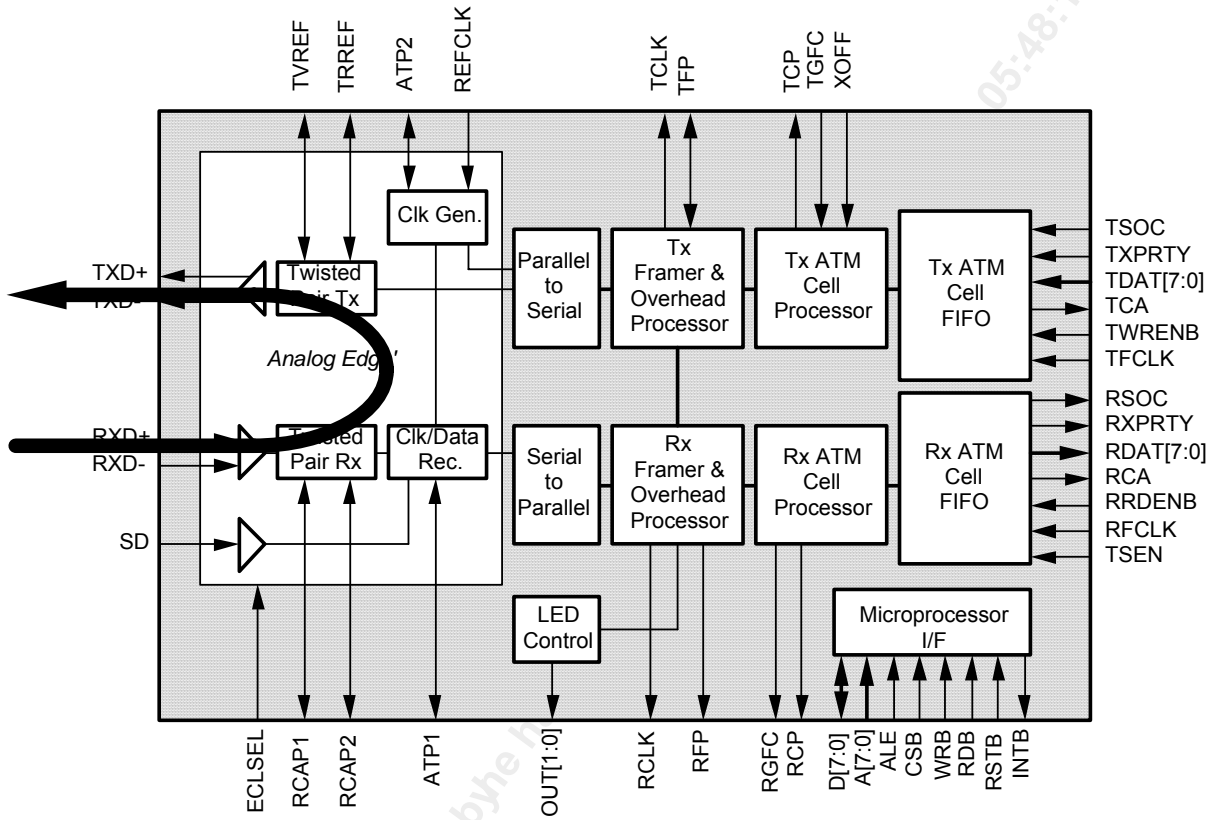 05:48:
TVREF
TRREF
ATP2
REFCLK
TCLK
TFP
TCP
TGFC
XOFF
Clk Gen.
TXD+
TXD-
Twisted
Pair Tx
Parallel
to
Serial
Tx
Framer &
Overhead
Processor
Tx ATM
Cell
Processor
Tx ATM
Cell
FIFO
TSOC
TXPRTY
TDAT[7:0]
TCA
TWRENB
TFCLK
Analog Edge'
RXD+
RXD-
Twisted
Pair Rx
Clk/Data
Rec.
Serial
to
Parallel
Rx
Framer &
Overhead
Processor
Rx ATM
Cell
Processor
Rx ATM
Cell
FIFO
RSOC
RXPRTY
RDAT[7:0]
RCA
RRDENB
RFCLK
TSEN
SD
LED
Control
Microprocessor
I/F
ECLSEL
RCAP1
RCAP2
ATP1
OUT[1:0]
RCLK
RFP
RGFC
RCP
D[7:0]
A[7:0]
ALE
CSB
WRB
RDB
RSTB
INTB